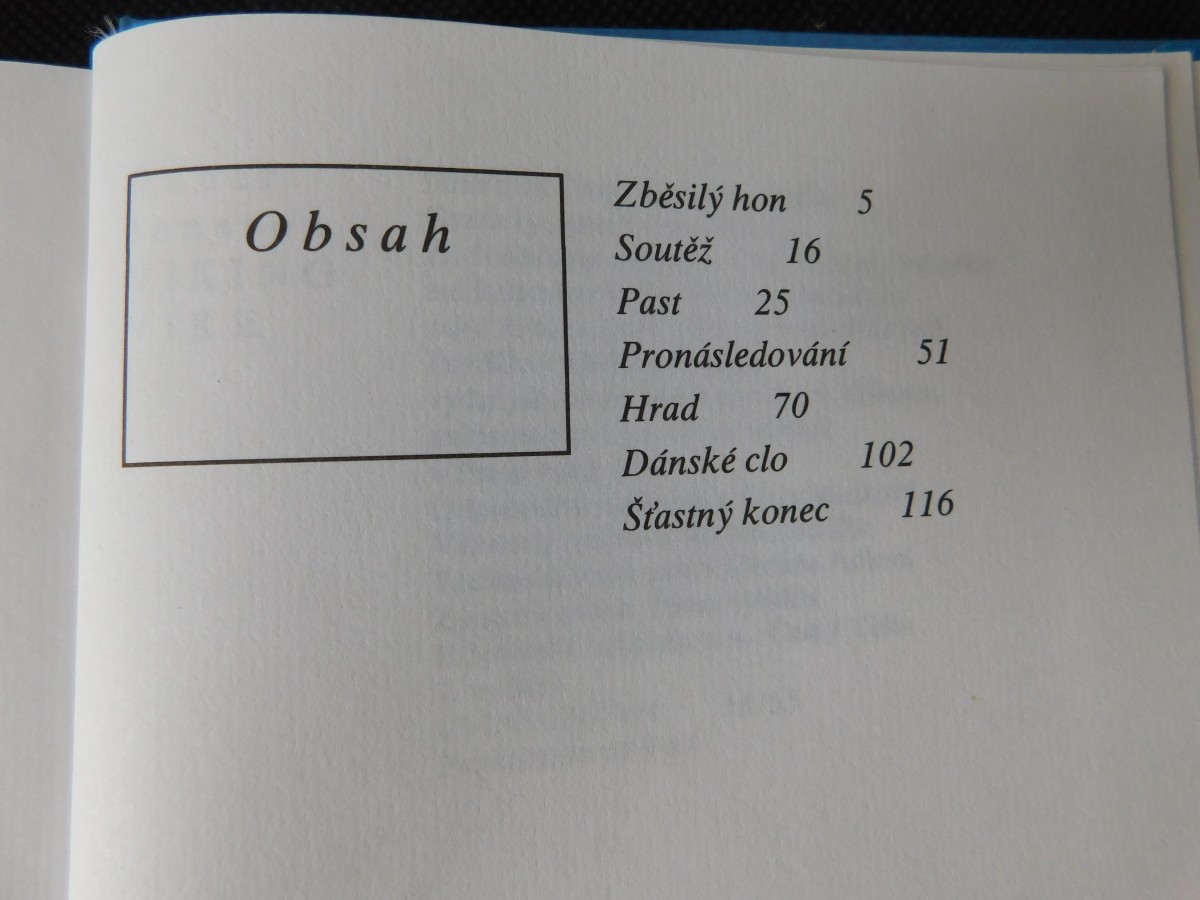 Obsah
Zběsilý hon 5
Soutěž 16
Past 25
Pronásledování 51
Hrad 70
Dánské clo 102
Šťastný konec 116